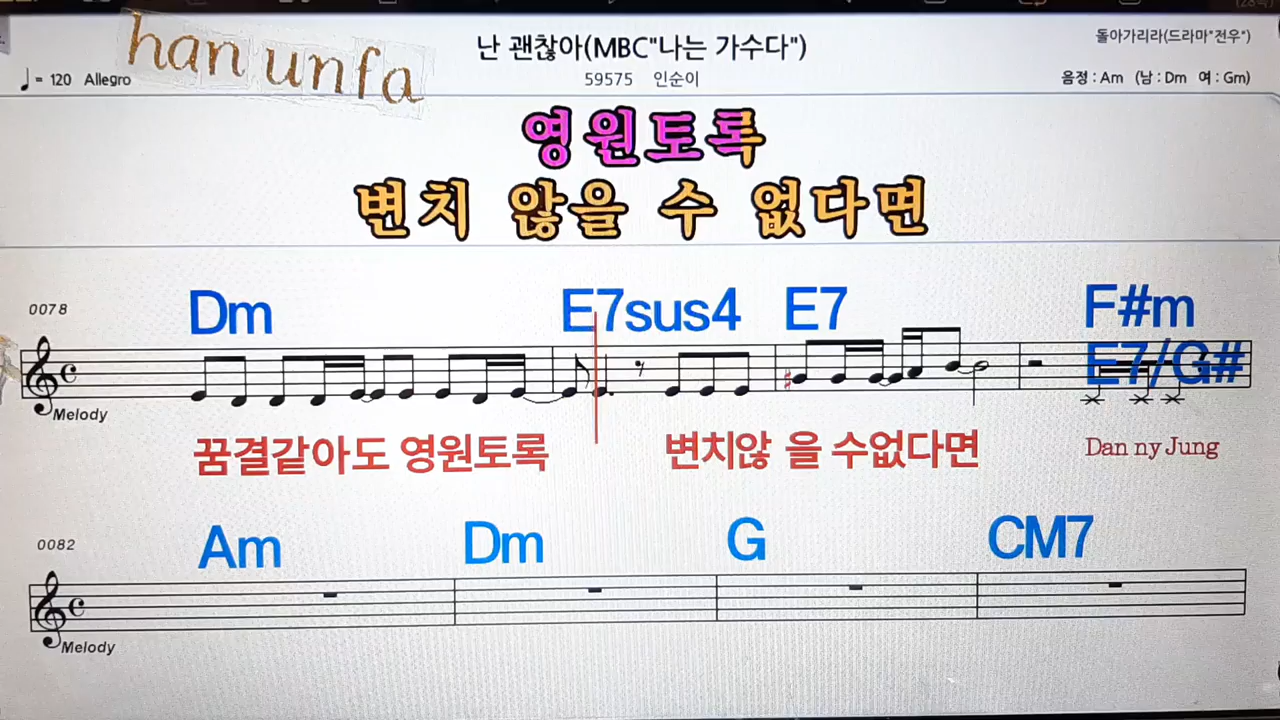 (28곡)
han unfa
난 괜찮아(MBC"나는 가수다")
돌아가리라(드라마"전우")
♩= 120 Allegro
59575 인순이
음정 : Am (남 : Dm 여 : Gm)
영원토록
변치 않을 수 없다면
0078
Dm E7sus4 E7 F#m
E7/G#
Melody
꿈결같아도 영원토록 변치않 을 수없다면 Dan ny Jung
0082
Am Dm G CM7
Melody